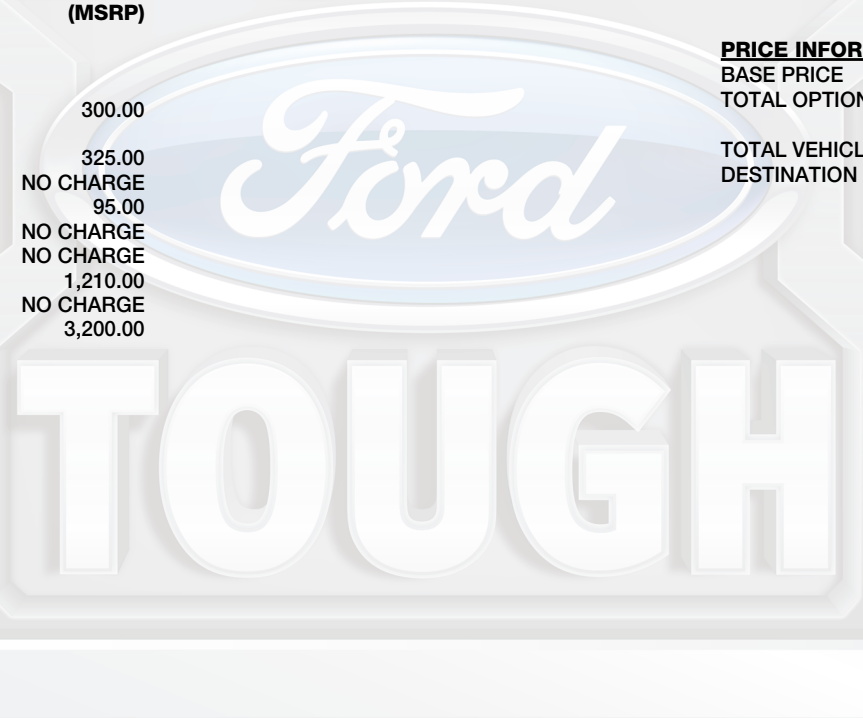 (MSRP)
300.00
325.00
NO CHARGE
95.00
NO CHARGE
NO CHARGE
1,210.00
NO CHARGE
3,200.00
PRICE INFOR
BASE PRICE
TOTAL OPTION
TOTAL VEHICL
DESTINATION
Ford
TOUGH